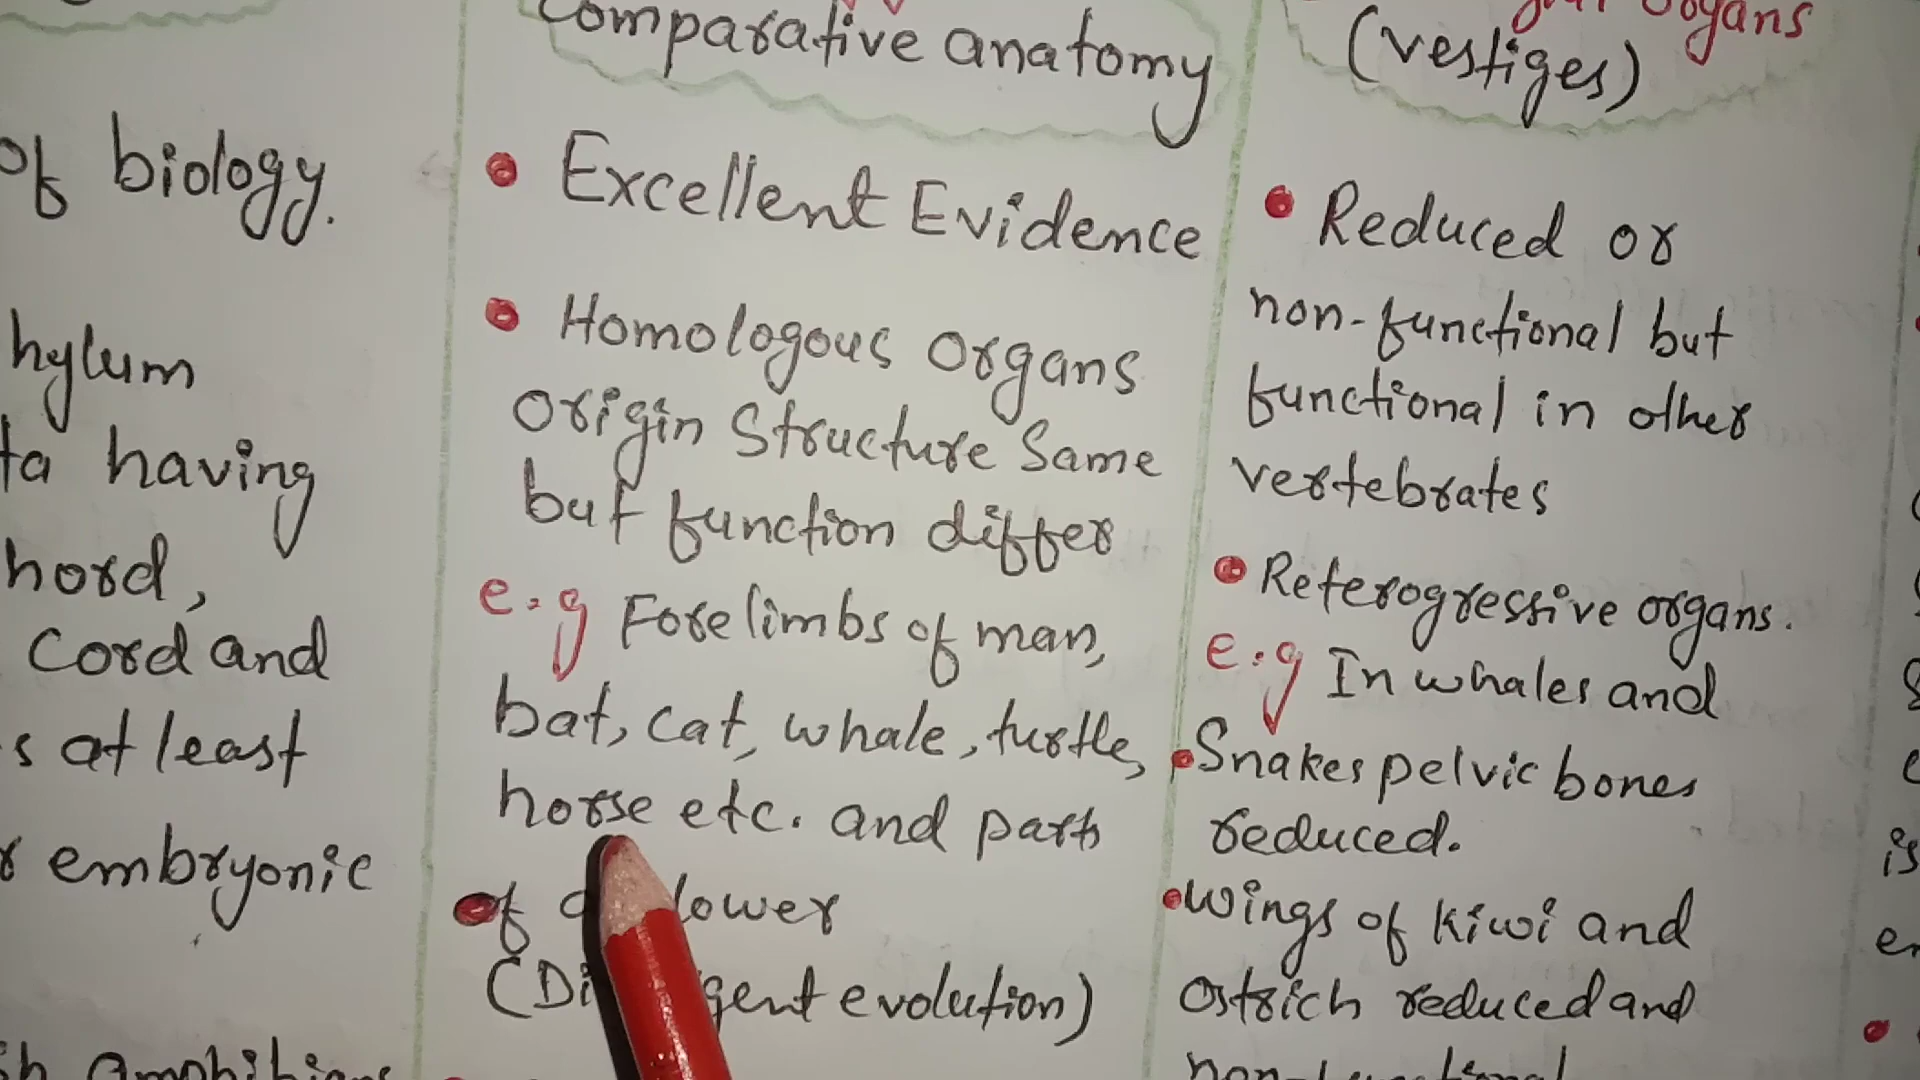 of biology.
hylum
ta having
hord,
Cord and
s at least
embryonic
Comparative anatomy
• Excellent Evidence
• Homologous Organs
Origin Structure Same
but function differ
e.g Forelimbs of man,
bat, cat, whale, turtle,
horse etc. and parts
of lower
gent evolution)
Organs
(vestiges)
• Reduced or
non-functional but
functional in other
vertebrates
• Reterogressive organs.
e.g In whales and
• Snakes pelvic bones
reduced.
• Wings of kiwi and
Ostrich reduced and